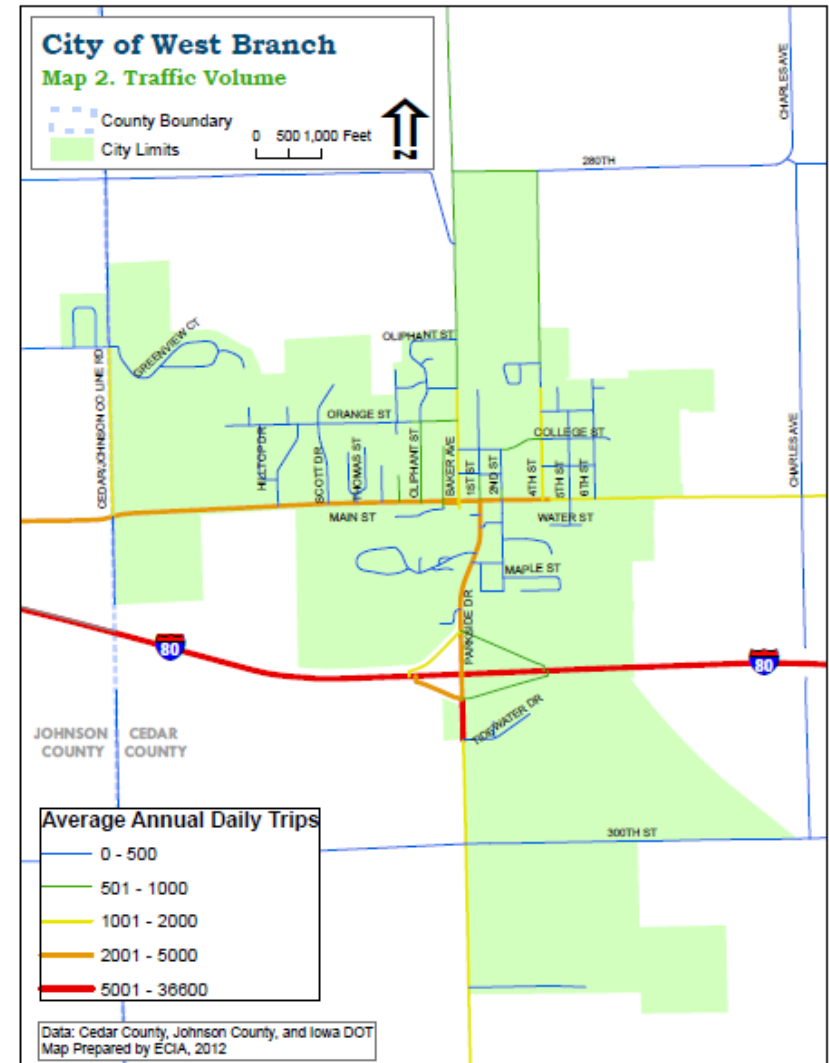 City of West Branch
Map 2. Traffic Volume
County Boundary
City Limits
0 500 1,000 Feet
N
CHARLES AVE
280TH
OLIPHANT ST
GREENVIEW CT
CEDAR/JOHNSON CO LINE RD
ORANGE ST
COLLEGE ST
HILLTOP DR
SCOTT DR
THOMAS ST
OLIPHANT ST
BAKER AVE
1ST ST
2ND ST
4TH ST
5TH ST
6TH ST
CHARLES AVE
MAIN ST
WATER ST
MAPLE ST
PARKSIDE DR
80
80
TIDEWATER DR
JOHNSON COUNTY
CEDAR COUNTY
300TH ST
Average Annual Daily Trips
0 - 500
501 - 1000
1001 - 2000
2001 - 5000
5001 - 36600
Data: Cedar County, Johnson County, and Iowa DOT
Map Prepared by ECIA, 2012